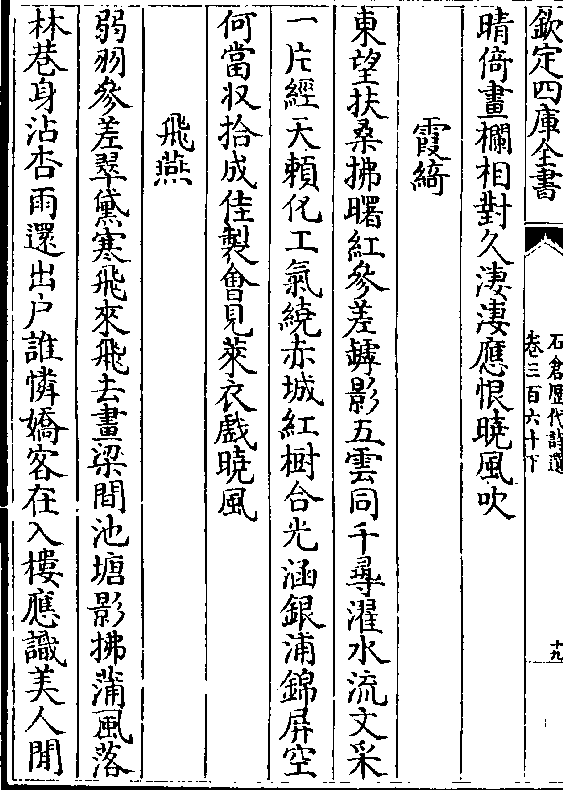 欽定四庫全書
石倉歷代詩選
卷三百六十下
十九
晴倚畫欄相對久淒淒應恨曉風吹
霞綺
東望扶桑拂曙紅參差罅影五雲同千尋濯水流文采
一片經天賴化工氣繞赤城紅樹合光涵銀浦錦屏空
何當収拾成佳製會見萊衣戲曉風
飛燕
弱羽參差翠黛寒飛來飛去畫梁間池塘影拂蒲風落
林巷身沾杏雨還出户誰憐嬌客在入樓應識美人閒